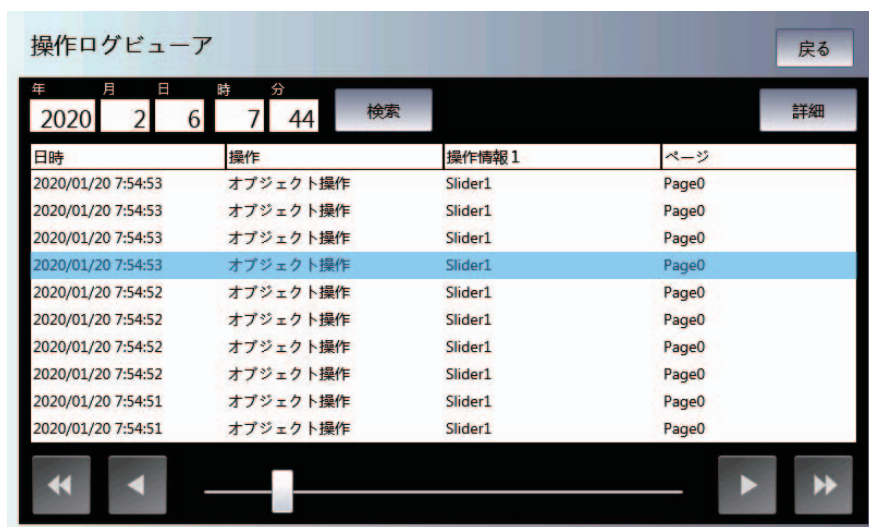 操作ログビューア
戻る
年 月 日 時 分
2020 2 6 7 44 検索 詳細
日時 操作 操作情報1 ページ
2020/01/20 7:54:53 オブジェクト操作 Slider1 Page0
2020/01/20 7:54:53 オブジェクト操作 Slider1 Page0
2020/01/20 7:54:53 オブジェクト操作 Slider1 Page0
2020/01/20 7:54:53 オブジェクト操作 Slider1 Page0
2020/01/20 7:54:52 オブジェクト操作 Slider1 Page0
2020/01/20 7:54:52 オブジェクト操作 Slider1 Page0
2020/01/20 7:54:52 オブジェクト操作 Slider1 Page0
2020/01/20 7:54:52 オブジェクト操作 Slider1 Page0
2020/01/20 7:54:51 オブジェクト操作 Slider1 Page0
2020/01/20 7:54:51 オブジェクト操作 Slider1 Page0